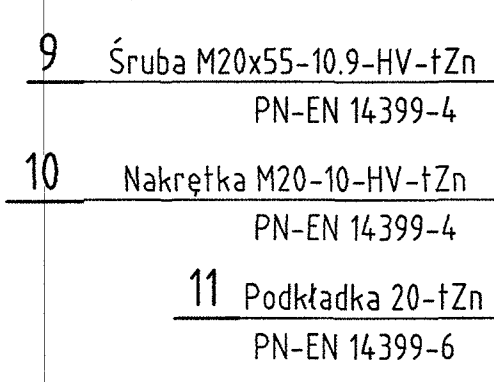 9 Śruba M20x55-10.9-HV-tZn
PN-EN 14399-4
10 Nakrętka M20-10-HV-tZn
PN-EN 14399-4
11 Podkładka 20-tZn
PN-EN 14399-6